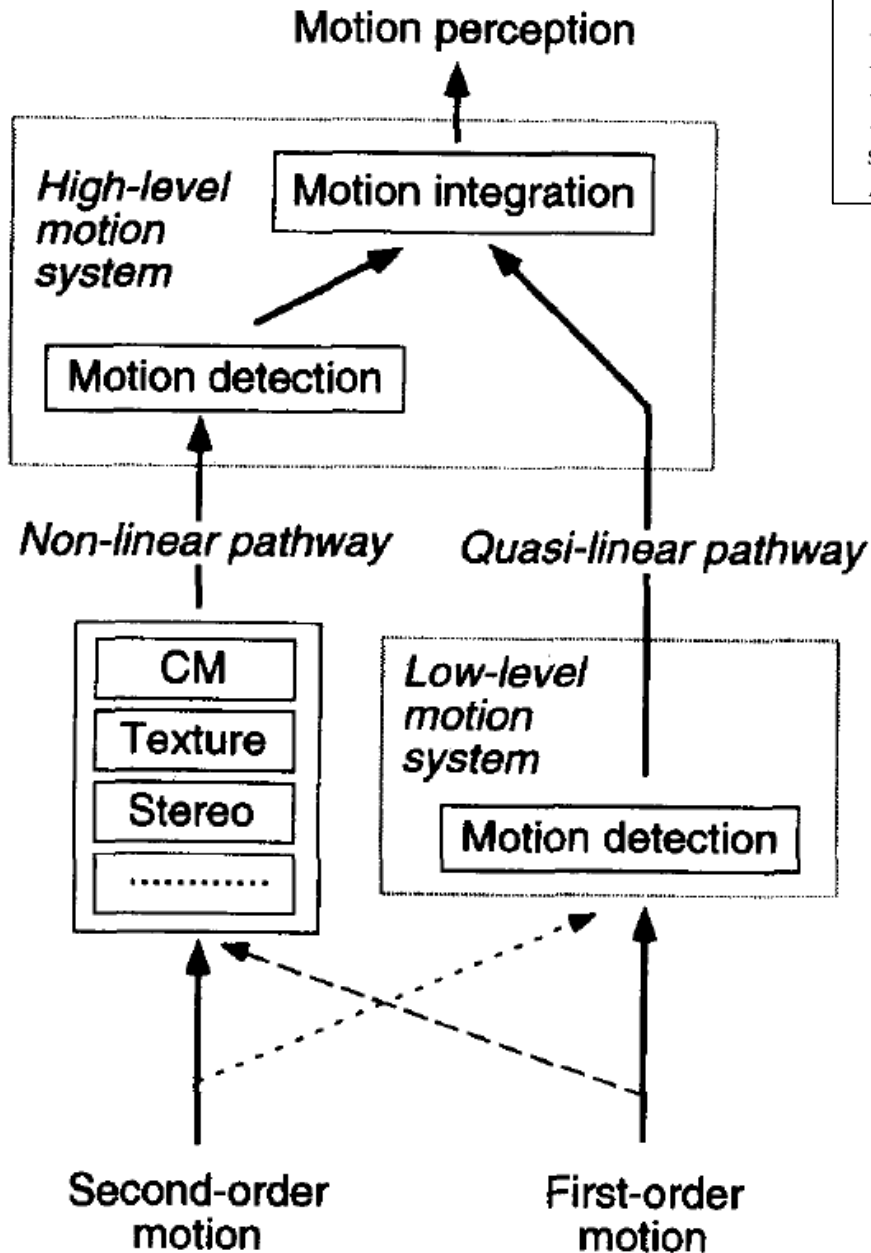 Motion perception
High-level
motion
system
Motion integration
Motion detection
Non-linear pathway
Quasi-linear pathway
CM
Texture
Stereo
............
Low-level
motion
system
Motion detection
Second-order
motion
First-order
motion